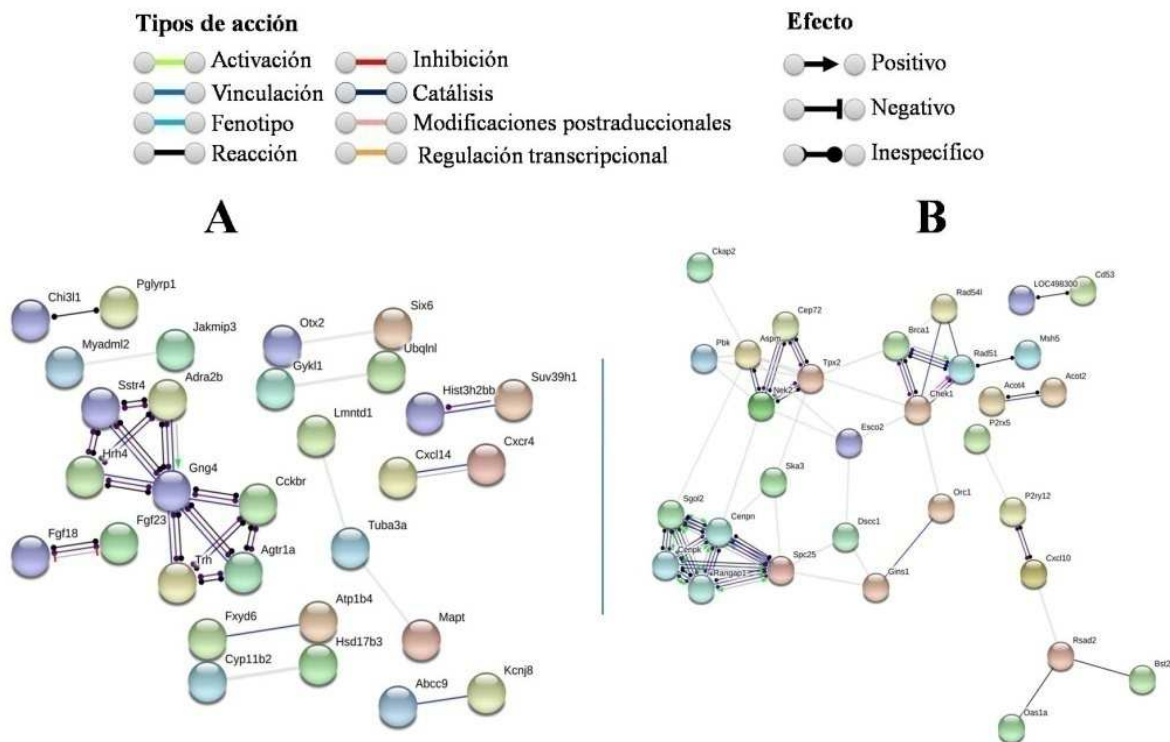 Tipos de acción
Efecto
Activación
Inhibición
Positivo
Vinculación
Catálisis
Fenotipo
Modificaciones postraduccionales
Negativo
Reacción
Regulación transcripcional
Inespecífico
A
Chi3l1
Pglyrp1
Myadml2
Jakmip3
Otx2
Six6
Gykl1
Ubqlnl
Sstr4
Adra2b
Hist3h2bb
Suv39h1
Lmntd1
Hrh4
Gng4
Cxcl14
Cxcr4
Cckbr
Fgf18
Fgf23
Tuba3a
Trh
Agtr1a
Fxyd6
Atp1b4
Mapt
Cyp11b2
Hsd17b3
Abcc9
Kcnj8
B
Ckap2
LOC498300
Cd53
Rad54l
Cep72
Pbk
Aspm
Brca1
Msh5
Tpx2
Rad51
Nek2
Chek1
Acot4
Acot2
Esco2
P2rx5
Ska3
Sgol2
Orc1
P2ry12
Cenpn
Dscc1
Cenpk
Rangap1
Spc25
Cxcl10
Gins1
Rsad2
Bst2
Oas1a